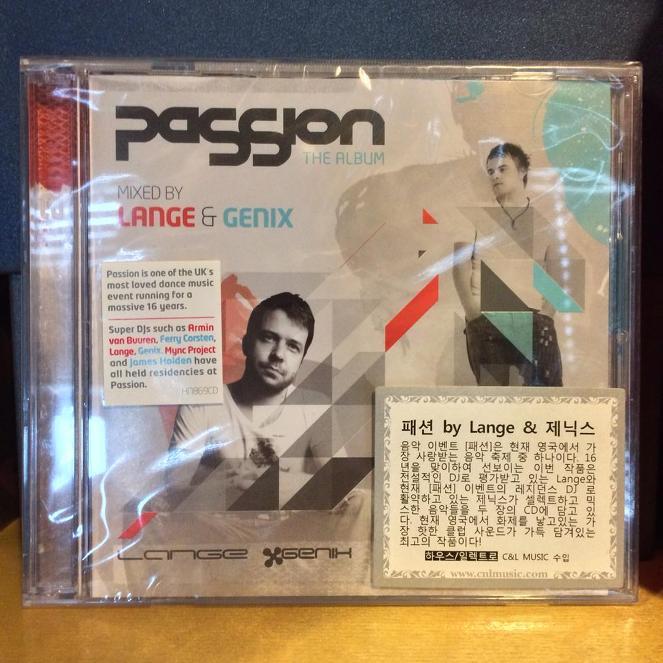 passion
THE ALBUM
MIXED BY
LANGE & GENIX
Passion is one of the UK's
most loved dance music
event running for a
massive 16 years.
Super DJs such as Armin
van Buuren, Ferry Corsten,
Lange, Genix, Mync Project
and James Holden have
all held residencies at
Passion.
HN869CD
LANGE
GENIX
패션 by Lange & 제닉스
음악 이벤트 [패션]은 현재 영국에서 가
장 사랑받는 음악 축제 중 하나이다. 16
년을 맞이하여 선보이는 이번 작품은
전설적인 DJ로 평가받고 있는 Lange와
현재 [패션] 이벤트의 레지던스 DJ 로
활약하고 있는 제닉스가 셀렉트하고 믹
스한 음악들을 두 장의 CD에 담고 있
다. 현재 영국에서 화제를 낳고있는 가
장 핫한 클럽 사운드가 가득 담겨있는
최고의 작품이다!
하우스/일렉트로 C&L MUSIC 수입
www.cnlmusic.com